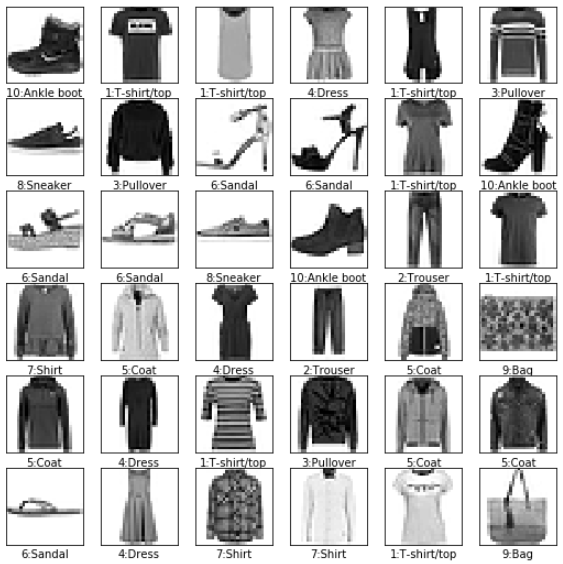 10:Ankle boot 1:T-shirt/top 1:T-shirt/top 4:Dress 1:T-shirt/top 3:Pullover
8:Sneaker 3:Pullover 6:Sandal 6:Sandal 1:T-shirt/top 10:Ankle boot
6:Sandal 6:Sandal 8:Sneaker 10:Ankle boot 2:Trouser 1:T-shirt/top
7:Shirt 5:Coat 4:Dress 2:Trouser 5:Coat 9:Bag
5:Coat 4:Dress 1:T-shirt/top 3:Pullover 5:Coat 5:Coat
6:Sandal 4:Dress 7:Shirt 7:Shirt 1:T-shirt/top 9:Bag